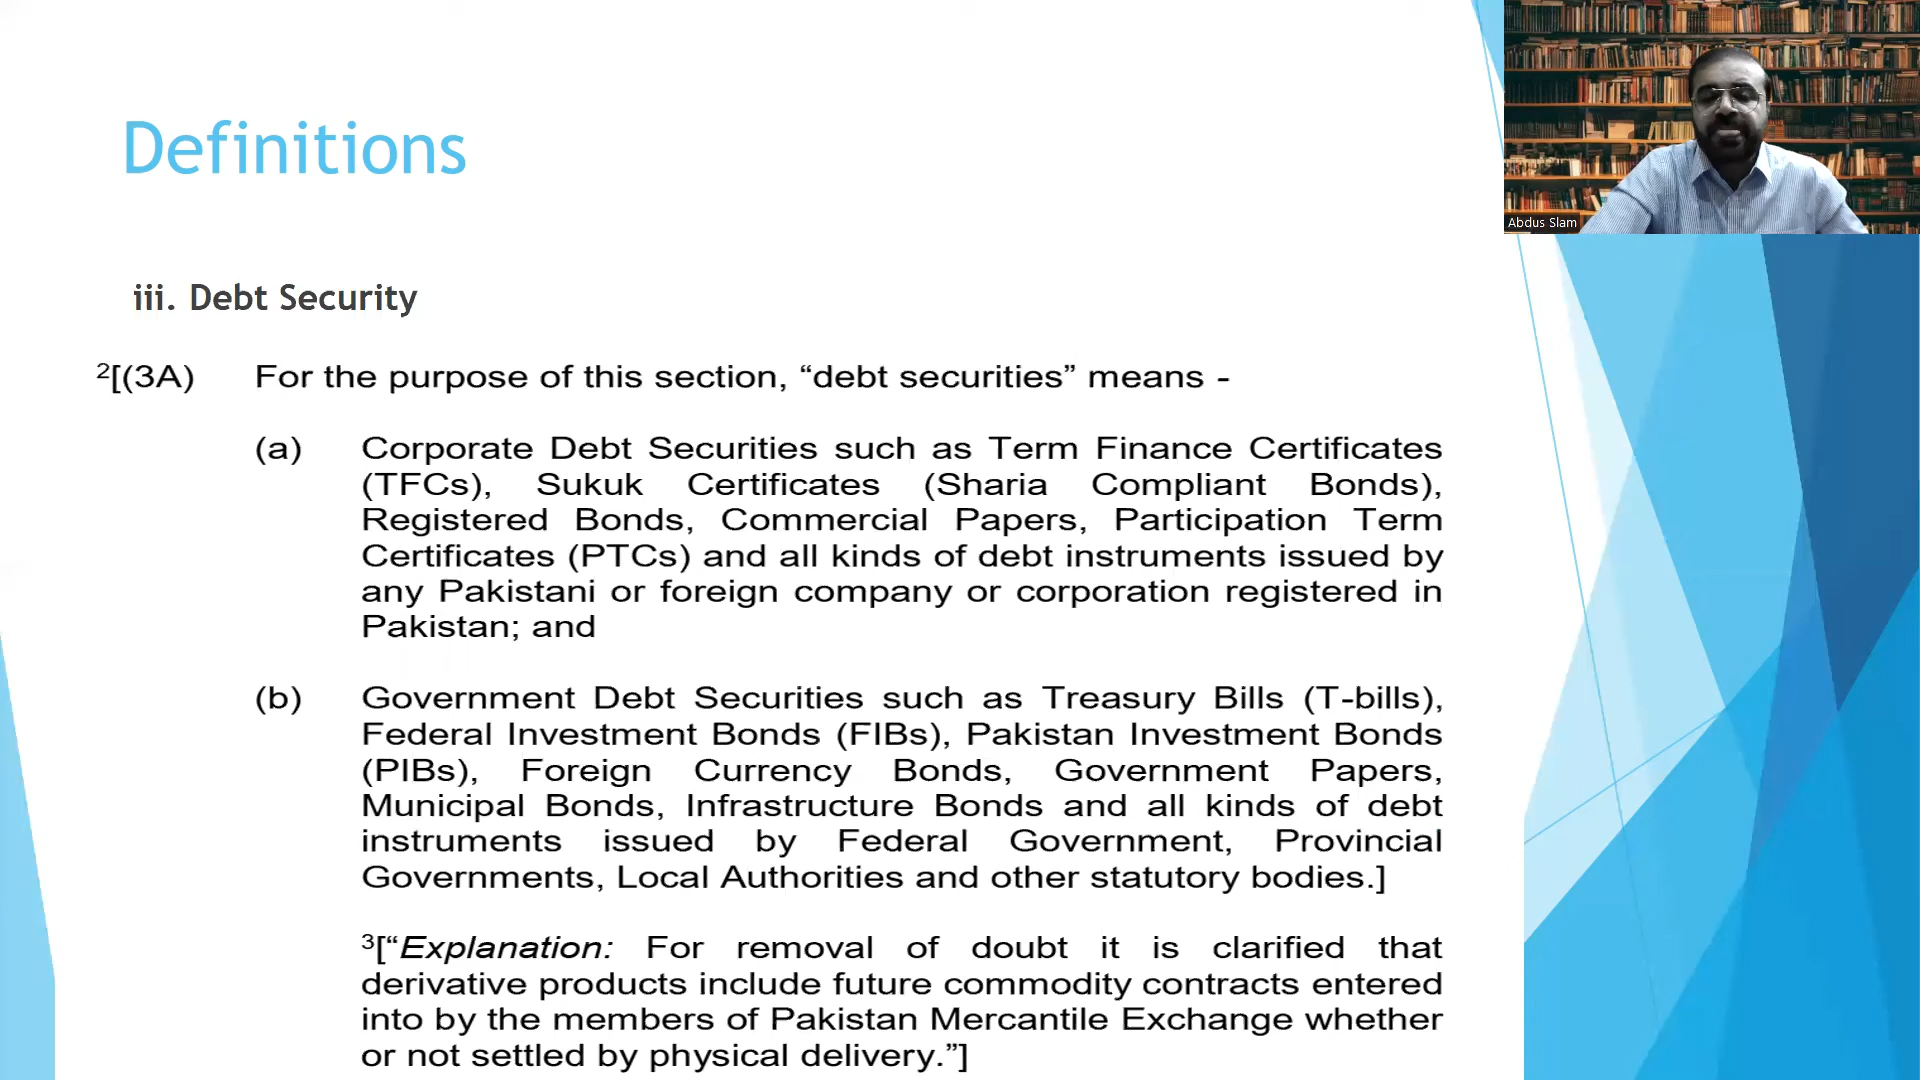 Definitions
Abdus Slam
iii. Debt Security
²[(3A) For the purpose of this section, “debt securities” means -
(a) Corporate Debt Securities such as Term Finance Certificates
(TFCs), Sukuk Certificates (Sharia Compliant Bonds),
Registered Bonds, Commercial Papers, Participation Term
Certificates (PTCs) and all kinds of debt instruments issued by
any Pakistani or foreign company or corporation registered in
Pakistan; and
(b) Government Debt Securities such as Treasury Bills (T-bills),
Federal Investment Bonds (FIBs), Pakistan Investment Bonds
(PIBs), Foreign Currency Bonds, Government Papers,
Municipal Bonds, Infrastructure Bonds and all kinds of debt
instruments issued by Federal Government, Provincial
Governments, Local Authorities and other statutory bodies.]
³[“Explanation: For removal of doubt it is clarified that
derivative products include future commodity contracts entered
into by the members of Pakistan Mercantile Exchange whether
or not settled by physical delivery.”]